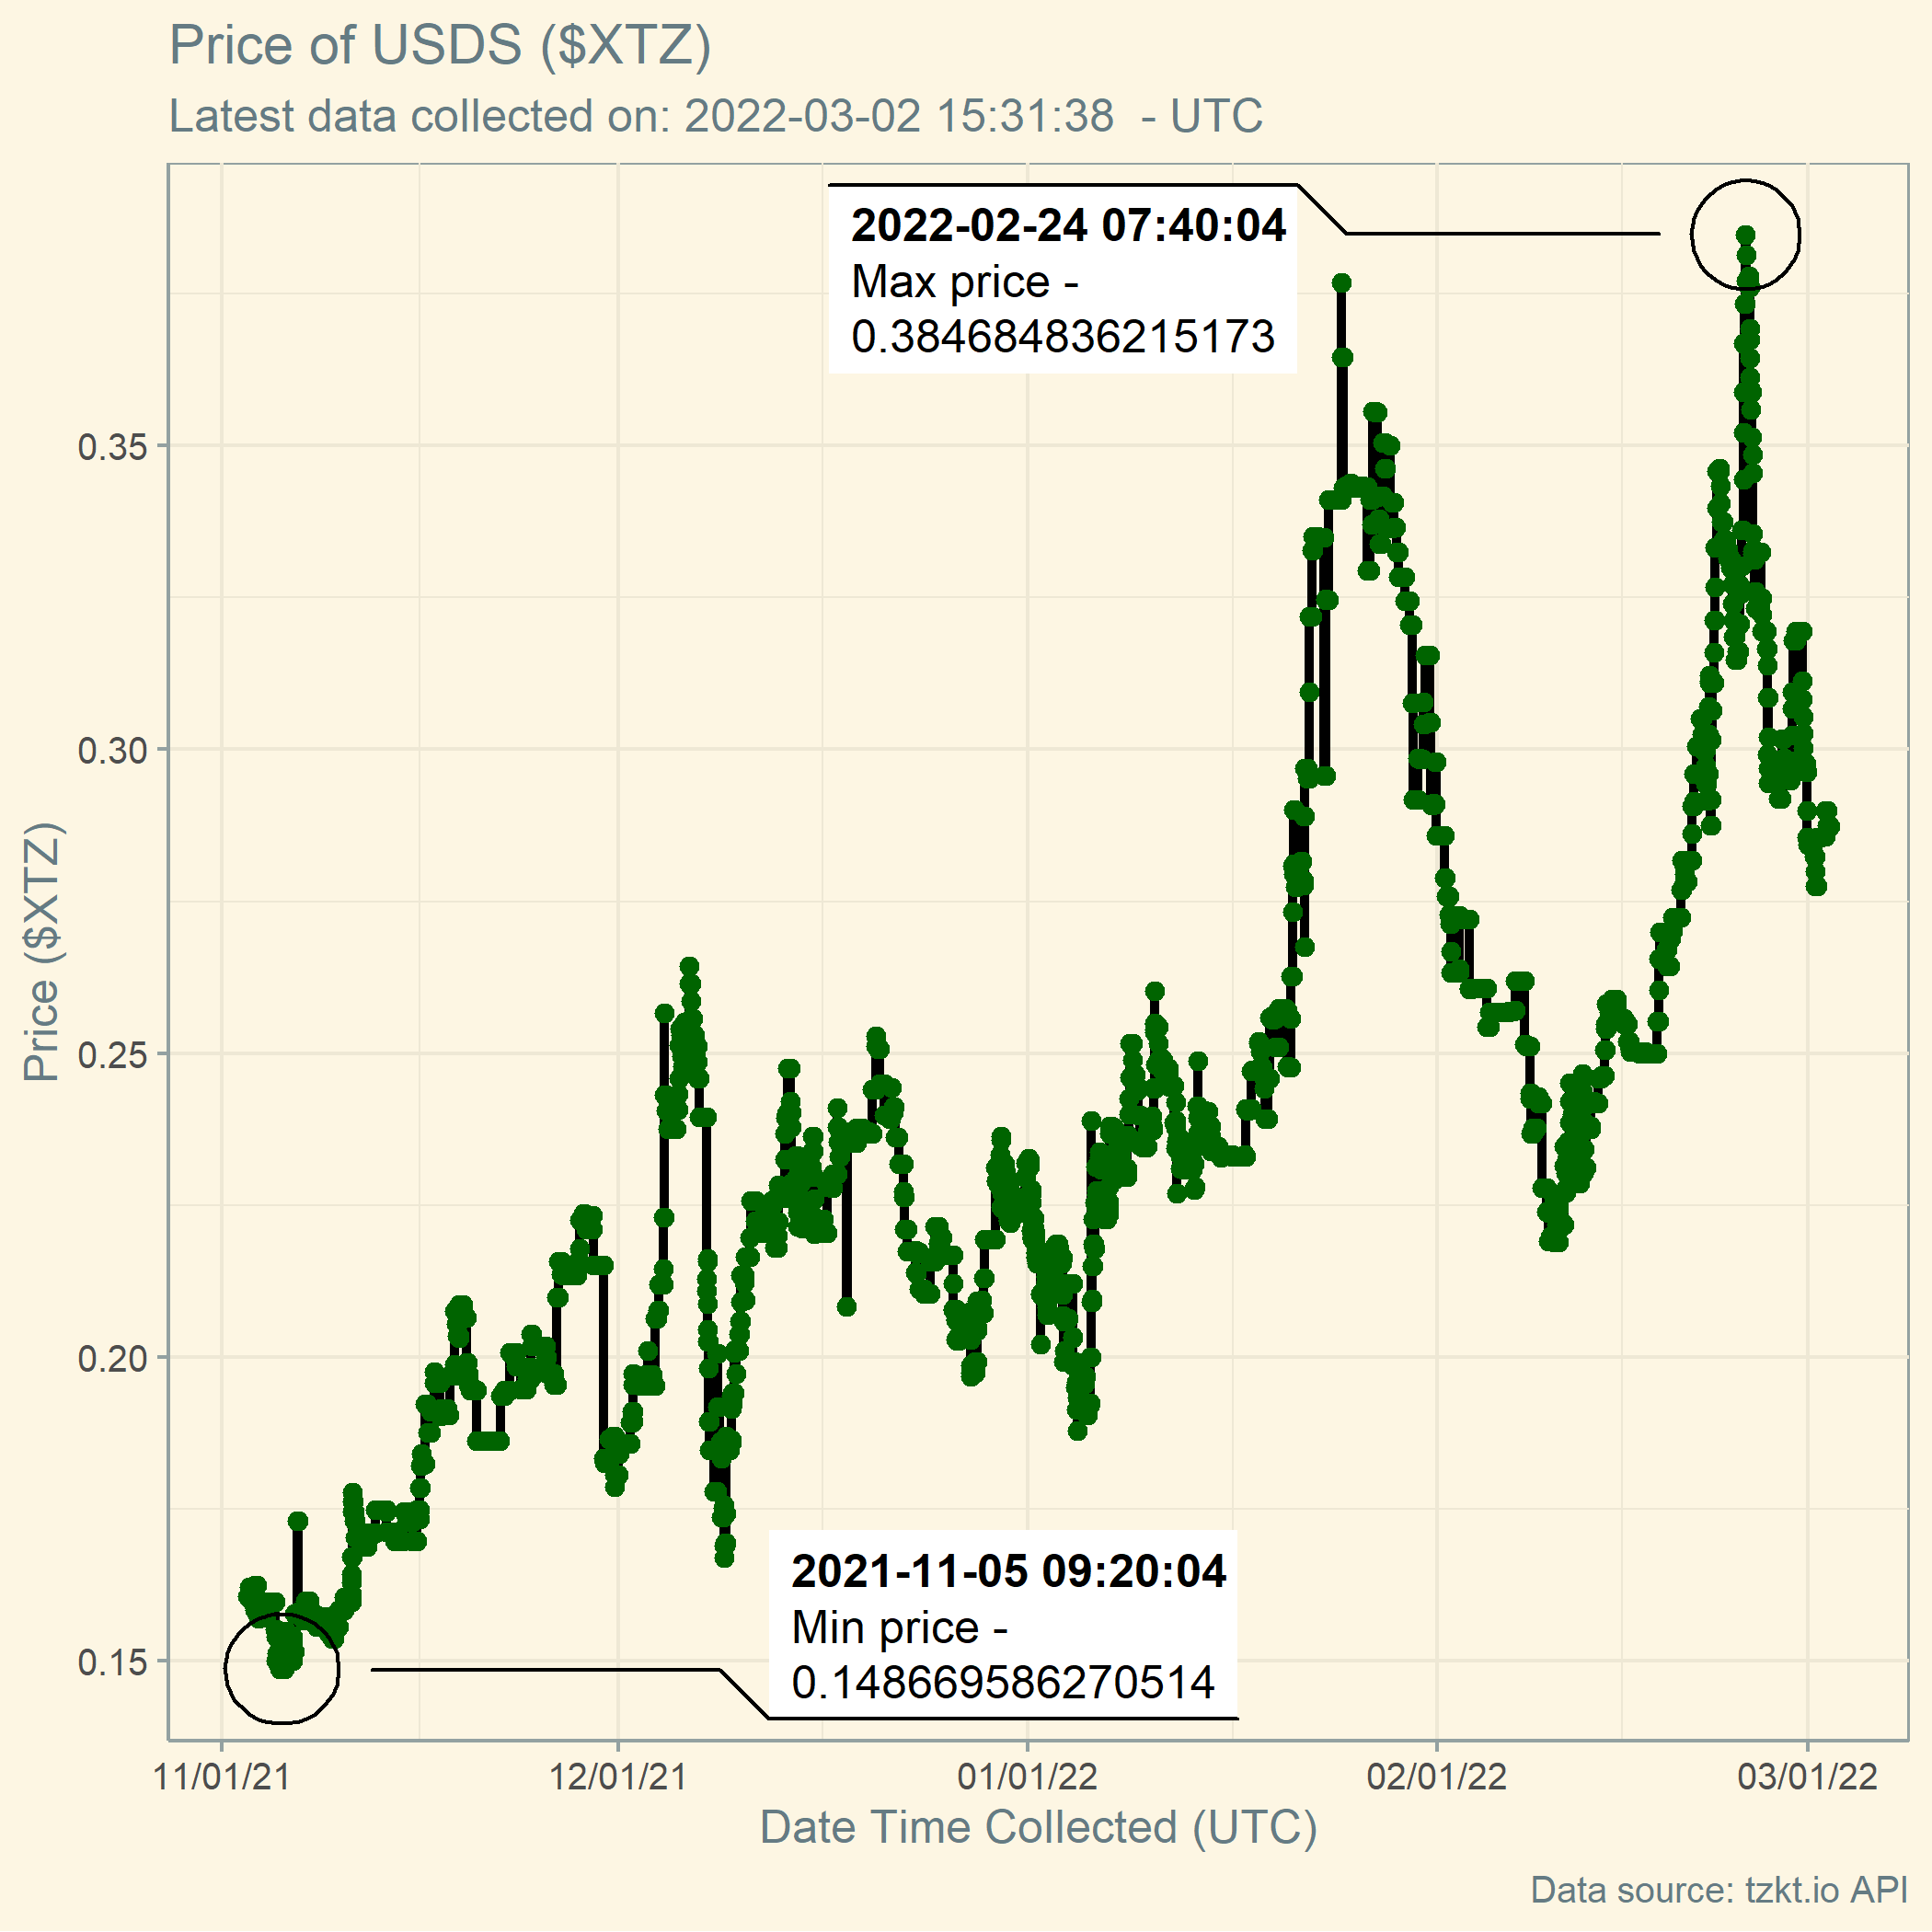 Price of USDS ($XTZ)
Latest data collected on: 2022-03-02 15:31:38  - UTC
2022-02-24 07:40:04
Max price -
0.384684836215173
0.35
0.30
0.25
0.20
0.15
Price ($XTZ)
2021-11-05 09:20:04
Min price -
0.148669586270514
11/01/21
12/01/21
01/01/22
02/01/22
03/01/22
Date Time Collected (UTC)
Data source: tzkt.io API